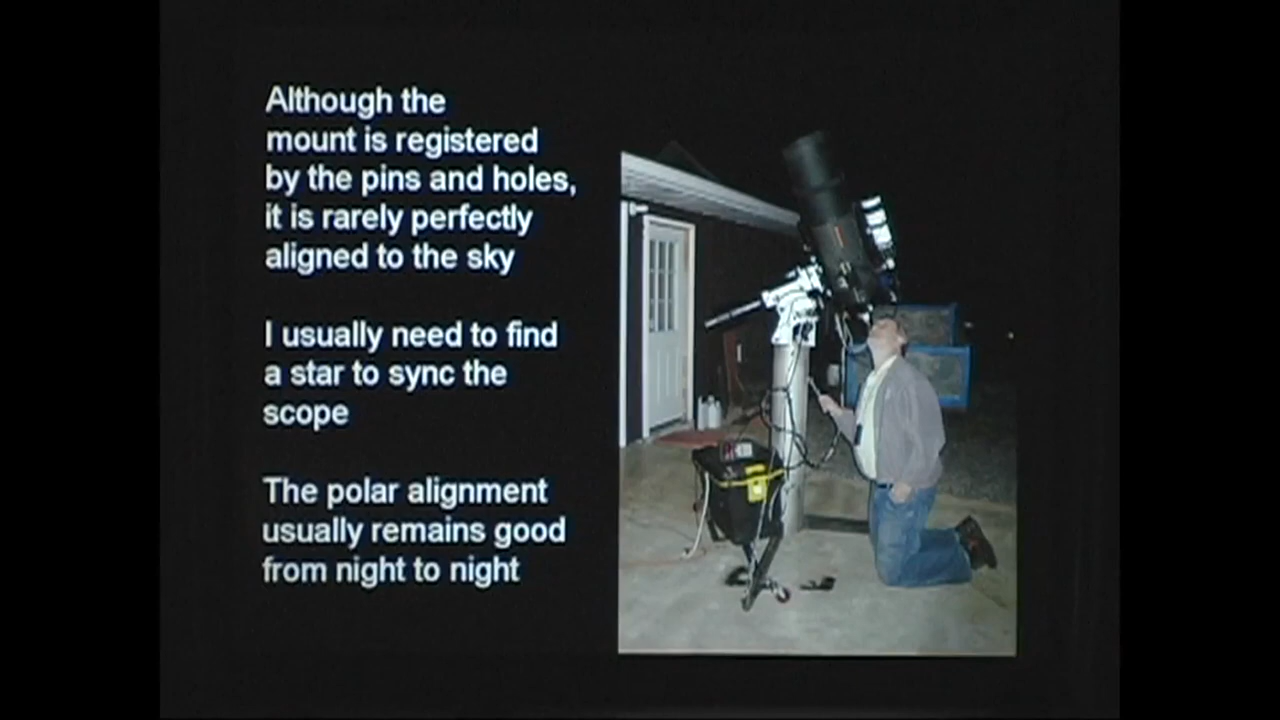 Although the
mount is registered
by the pins and holes,
it is rarely perfectly
aligned to the sky
I usually need to find
a star to sync the
scope
The polar alignment
usually remains good
from night to night